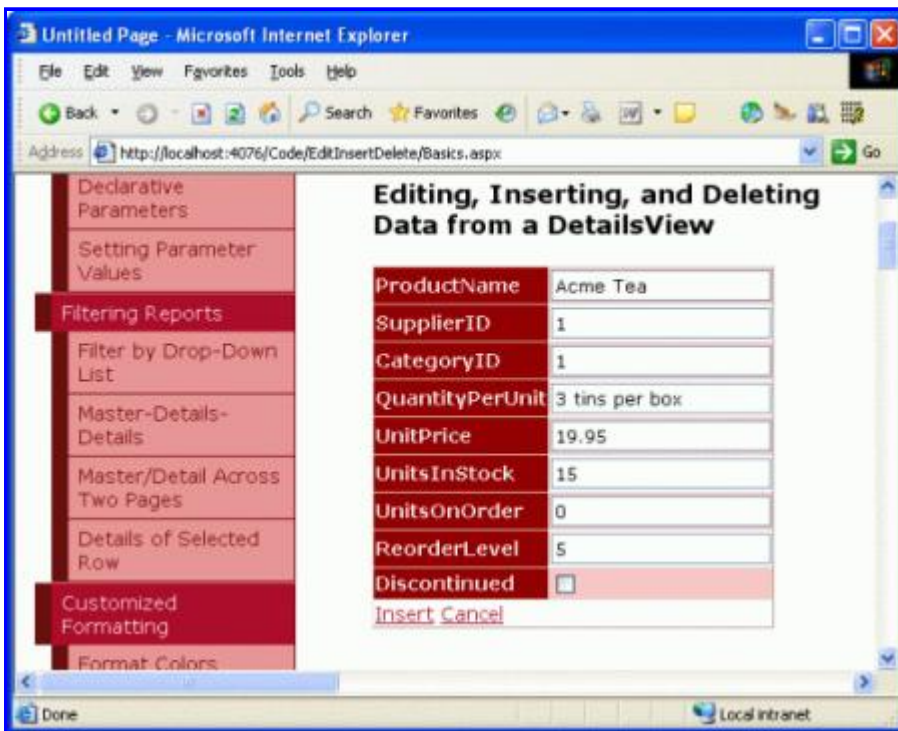 Untitled Page - Microsoft Internet Explorer
File Edit View Favorites Tools Help
Back Search Favorites
Address http://localhost:4076/Code/EditInsertDelete/Basics.aspx Go
Declarative
Parameters
Setting Parameter
Values
Filtering Reports
Filter by Drop-Down
List
Master-Details-
Details
Master/Detail Across
Two Pages
Details of Selected
Row
Customized
Formatting
Format Colors
Editing, Inserting, and Deleting
Data from a DetailsView
ProductName Acme Tea
SupplierID 1
CategoryID 1
QuantityPerUnit 3 tins per box
UnitPrice 19.95
UnitsInStock 15
UnitsOnOrder 0
ReorderLevel 5
Discontinued
Insert Cancel
Done Local intranet